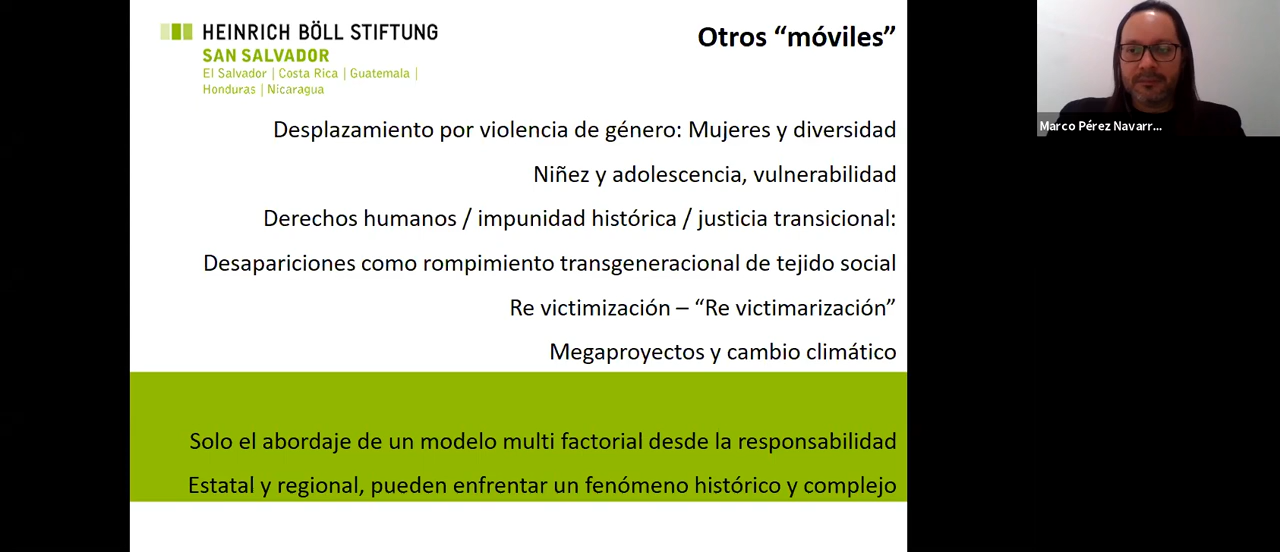 HEINRICH BÖLL STIFTUNG
SAN SALVADOR
El Salvador | Costa Rica | Guatemala |
Honduras | Nicaragua
Otros “móviles”
Desplazamiento por violencia de género: Mujeres y diversidad
Niñez y adolescencia, vulnerabilidad
Derechos humanos / impunidad histórica / justicia transicional:
Desapariciones como rompimiento transgeneracional de tejido social
Re victimización – “Re victimarización”
Megaproyectos y cambio climático
Solo el abordaje de un modelo multi factorial desde la responsabilidad
Estatal y regional, pueden enfrentar un fenómeno histórico y complejo
Marco Pérez Navarr...